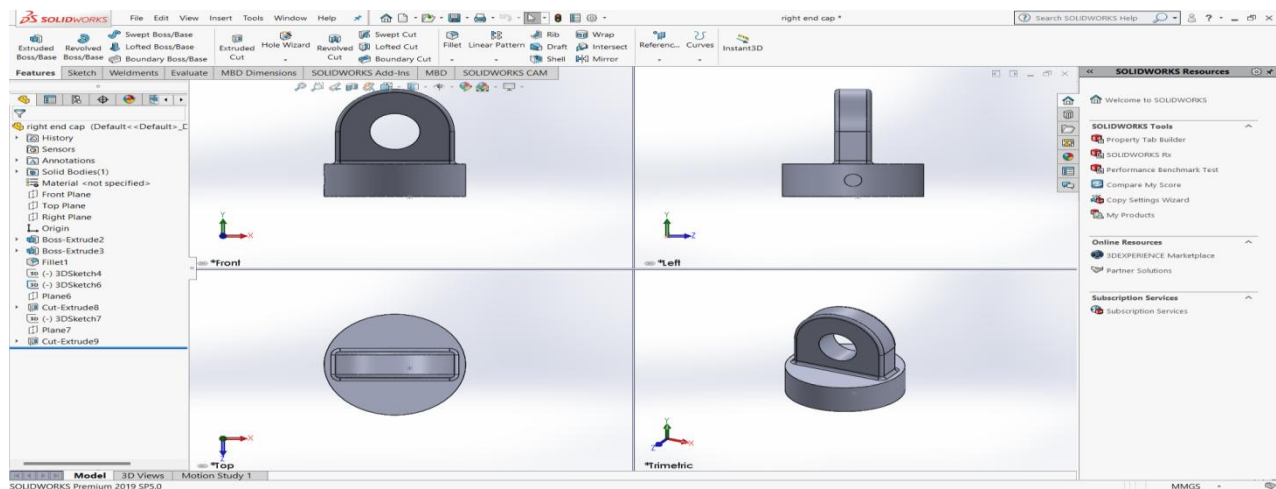 SOLIDWORKS File Edit View Insert Tools Window Help right end cap * Search SOLIDWORKS Help
Extruded Boss/Base Revolved Boss/Base Swept Boss/Base Lofted Boss/Base Boundary Boss/Base Extruded Cut Hole Wizard Revolved Cut Swept Cut Lofted Cut Boundary Cut Fillet Linear Pattern Rib Draft Shell Wrap Intersect Mirror Referenc... Curves Instant3D
Features Sketch Weldments Evaluate MBD Dimensions SOLIDWORKS Add-Ins MBD SOLIDWORKS CAM
right end cap (Default<<Default>_D
History
Sensors
Annotations
Solid Bodies(1)
Material <not specified>
Front Plane
Top Plane
Right Plane
Origin
Boss-Extrude2
Boss-Extrude3
Fillet1
(-) 3DSketch4
(-) 3DSketch6
Plane6
Cut-Extrude8
(-) 3DSketch7
Plane7
Cut-Extrude9
Y
X
*Front
Y
Z
*Left
X
*Top
Y
X
Z
*Trimetric
SOLIDWORKS Resources
Welcome to SOLIDWORKS
SOLIDWORKS Tools
Property Tab Builder
SOLIDWORKS Rx
Performance Benchmark Test
Compare My Score
Copy Settings Wizard
My Products
Online Resources
3DEXPERIENCE Marketplace
Partner Solutions
Subscription Services
Subscription Services
Model 3D Views Motion Study 1
SOLIDWORKS Premium 2019 SP5.0 MMGS